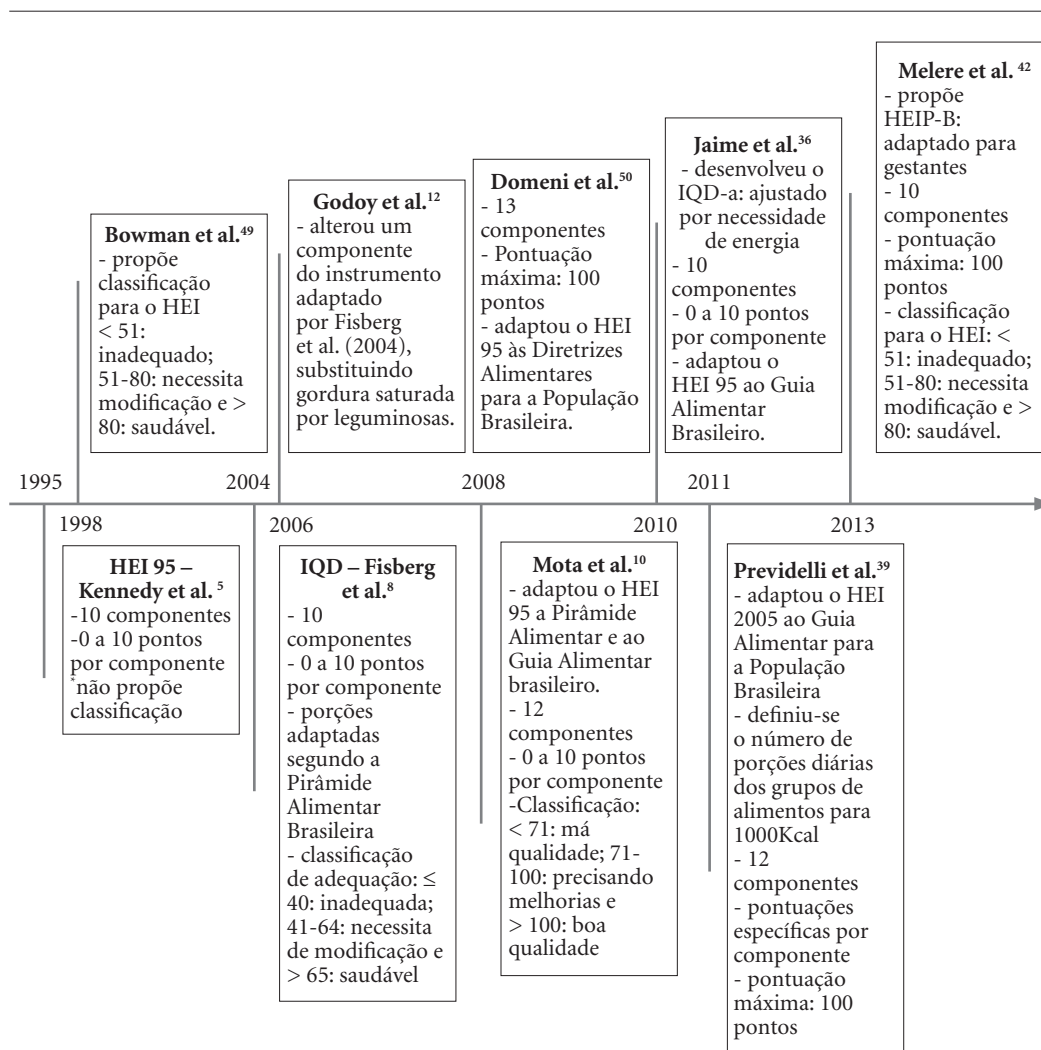 Bowman et al.⁴⁹
- propõe
classificação
para o HEI
< 51:
inadequado;
51-80: necessita
modificação e >
80: saudável.
Godoy et al.¹²
- alterou um
componente
do instrumento
adaptado
por Fisberg
et al. (2004),
substituindo
gordura saturada
por leguminosas.
Domeni et al.⁵⁰
- 13
componentes
- Pontuação
máxima: 100
pontos
- adaptou o HEI
95 às Diretrizes
Alimentares
para a População
Brasileira.
Jaime et al.³⁶
- desenvolveu o
IQD-a: ajustado
por necessidade
de energia
- 10
componentes
- 0 a 10 pontos
por componente
- adaptou o
HEI 95 ao Guia
Alimentar
Brasileiro.
Melere et al. ⁴²
- propõe
HEIP-B:
adaptado para
gestantes
- 10
componentes
- pontuação
máxima: 100
pontos
- classificação
para o HEI: <
51: inadequado;
51-80: necessita
modificação e >
80: saudável.
1995
2004
2008
2011
1998
2006
2010
2013
HEI 95 –
Kennedy et al. ⁵
-10 componentes
-0 a 10 pontos
por componente
*não propõe
classificação
IQD – Fisberg
et al.⁸
- 10
componentes
- 0 a 10 pontos
por componente
- porções
adaptadas
segundo a
Pirâmide
Alimentar
Brasileira
- classificação
de adequação: ≤
40: inadequada;
41-64: necessita
de modificação e
> 65: saudável
Mota et al.¹⁰
- adaptou o HEI
95 a Pirâmide
Alimentar e ao
Guia Alimentar
brasileiro.
- 12
componentes
- 0 a 10 pontos
por componente
-Classificação:
< 71: má
qualidade; 71-
100: precisando
melhorias e
> 100: boa
qualidade
Previdelli et al.³⁹
- adaptou o HEI
2005 ao Guia
Alimentar para
a População
Brasileira
- definiu-se
o número de
porções diárias
dos grupos de
alimentos para
1000Kcal
- 12
componentes
- pontuações
específicas por
componente
- pontuação
máxima: 100
pontos